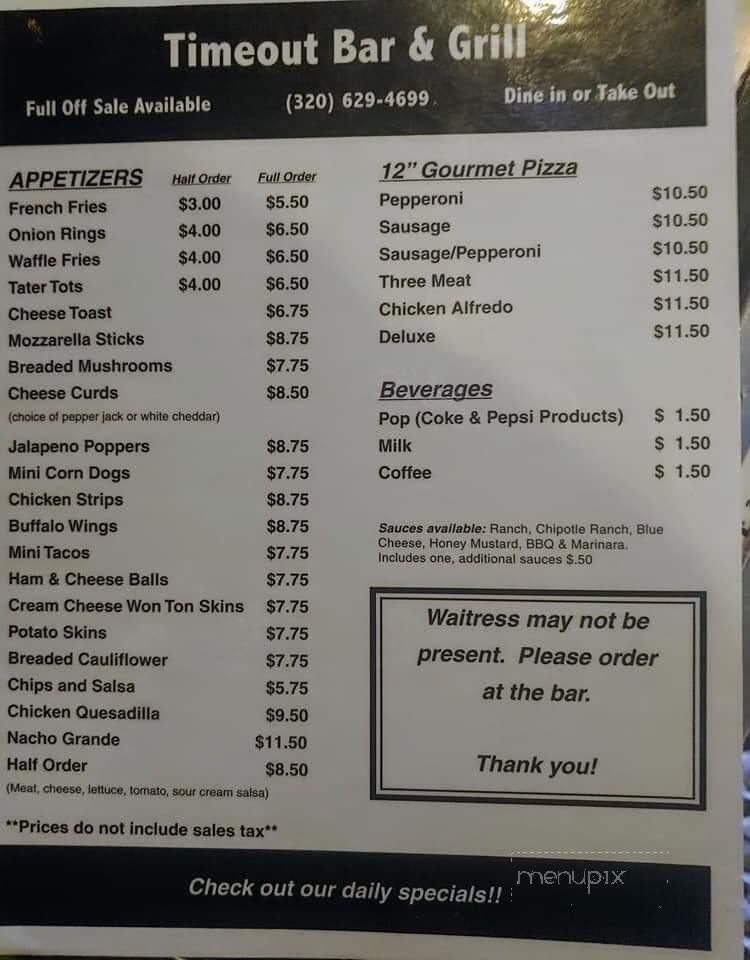 Timeout Bar & Grill
Full Off Sale Available (320) 629-4699 Dine in or Take Out
APPETIZERS Half Order Full Order
French Fries $3.00 $5.50
Onion Rings $4.00 $6.50
Waffle Fries $4.00 $6.50
Tater Tots $4.00 $6.50
Cheese Toast $6.75
Mozzarella Sticks $8.75
Breaded Mushrooms $7.75
Cheese Curds $8.50
(choice of pepper jack or white cheddar)
Jalapeno Poppers $8.75
Mini Corn Dogs $7.75
Chicken Strips $8.75
Buffalo Wings $8.75
Mini Tacos $7.75
Ham & Cheese Balls $7.75
Cream Cheese Won Ton Skins $7.75
Potato Skins $7.75
Breaded Cauliflower $7.75
Chips and Salsa $5.75
Chicken Quesadilla $9.50
Nacho Grande $11.50
Half Order $8.50
(Meat, cheese, lettuce, tomato, sour cream salsa)
**Prices do not include sales tax**
12" Gourmet Pizza
Pepperoni $10.50
Sausage $10.50
Sausage/Pepperoni $10.50
Three Meat $11.50
Chicken Alfredo $11.50
Deluxe $11.50
Beverages
Pop (Coke & Pepsi Products) $ 1.50
Milk $ 1.50
Coffee $ 1.50
Sauces available: Ranch, Chipotle Ranch, Blue
Cheese, Honey Mustard, BBQ & Marinara.
Includes one, additional sauces $.50
Waitress may not be
present. Please order
at the bar.
Thank you!
Check out our daily specials!!
menupix